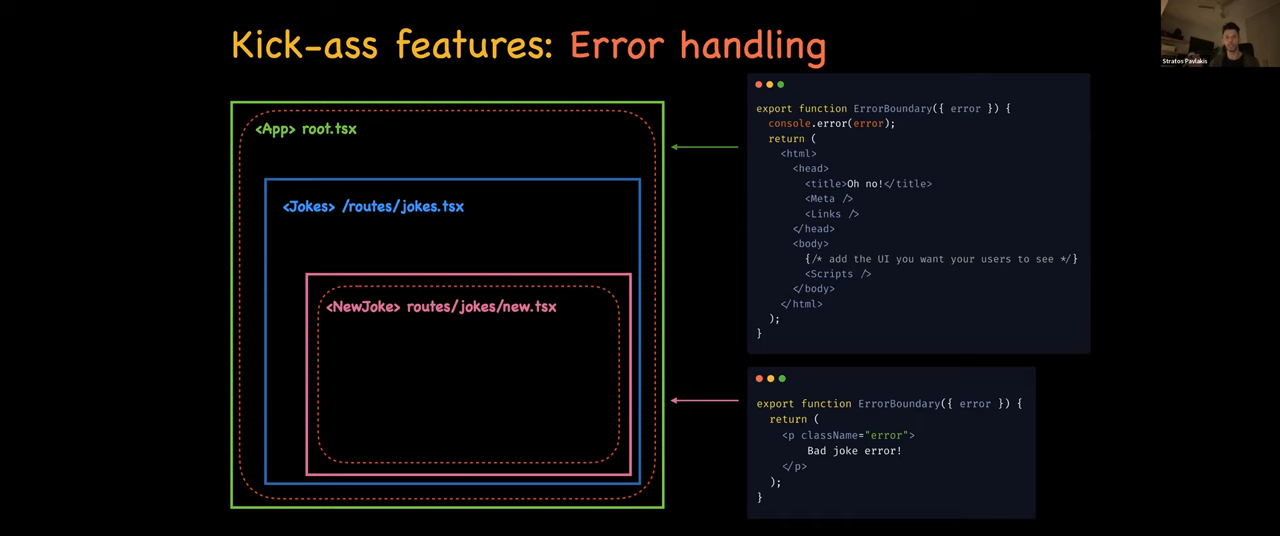 Kick-ass features: Error handling
Stratos Pavlakis
<App> root.tsx
<Jokes> /routes/jokes.tsx
<NewJoke> routes/jokes/new.tsx
export function ErrorBoundary({ error }) {
console.error(error);
return (
<html>
<head>
<title>Oh no!</title>
<Meta />
<Links />
</head>
<body>
{/* add the UI you want your users to see */}
<Scripts />
</body>
</html>
);
}
export function ErrorBoundary({ error }) {
return (
<p className="error">
Bad joke error!
</p>
);
}